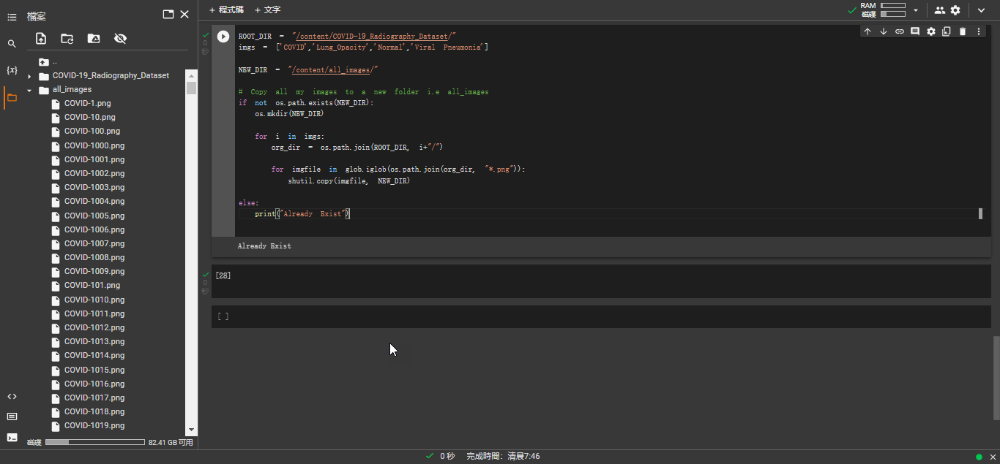 檔案
..
COVID-19_Radiography_Dataset
all_images
COVID-1.png
COVID-10.png
COVID-100.png
COVID-1000.png
COVID-1001.png
COVID-1002.png
COVID-1003.png
COVID-1004.png
COVID-1005.png
COVID-1006.png
COVID-1007.png
COVID-1008.png
COVID-1009.png
COVID-101.png
COVID-1010.png
COVID-1011.png
COVID-1012.png
COVID-1013.png
COVID-1014.png
COVID-1015.png
COVID-1016.png
COVID-1017.png
COVID-1018.png
COVID-1019.png
磁碟 82.41 GB 可用
+ 程式碼 + 文字
RAM
磁碟
0
秒
ROOT_DIR = "/content/COVID-19_Radiography_Dataset/"
imgs = ['COVID','Lung_Opacity','Normal','Viral Pneumonia']
NEW_DIR = "/content/all_images/"
# Copy all my images to a new folder i.e all_images
if not os.path.exists(NEW_DIR):
os.mkdir(NEW_DIR)
for i in imgs:
org_dir = os.path.join(ROOT_DIR, i+"/")
for imgfile in glob.iglob(os.path.join(org_dir, "*.png")):
shutil.copy(imgfile, NEW_DIR)
else:
print("Already Exist")
Already Exist
0
秒
[28]
[ ]
0 秒 完成時間：清晨7:46